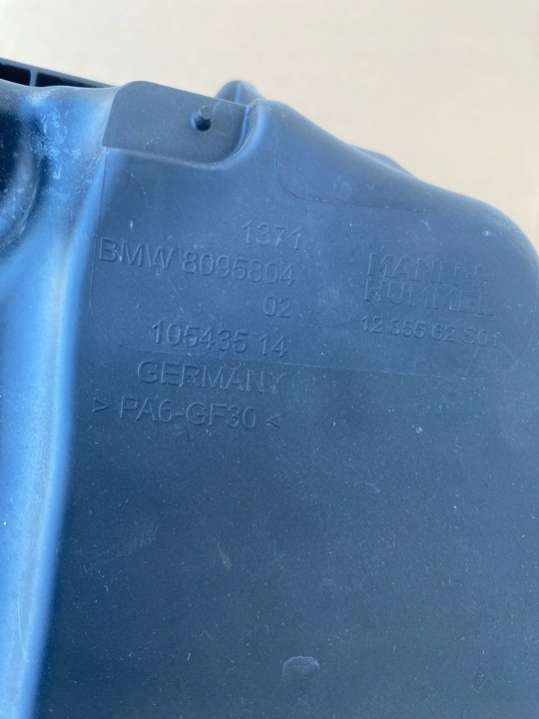 1371
BMW 8095804
02
105435 14
GERMANY
> PA6-GF30 <
MANN+
HUMMEL
12 355 62 S01